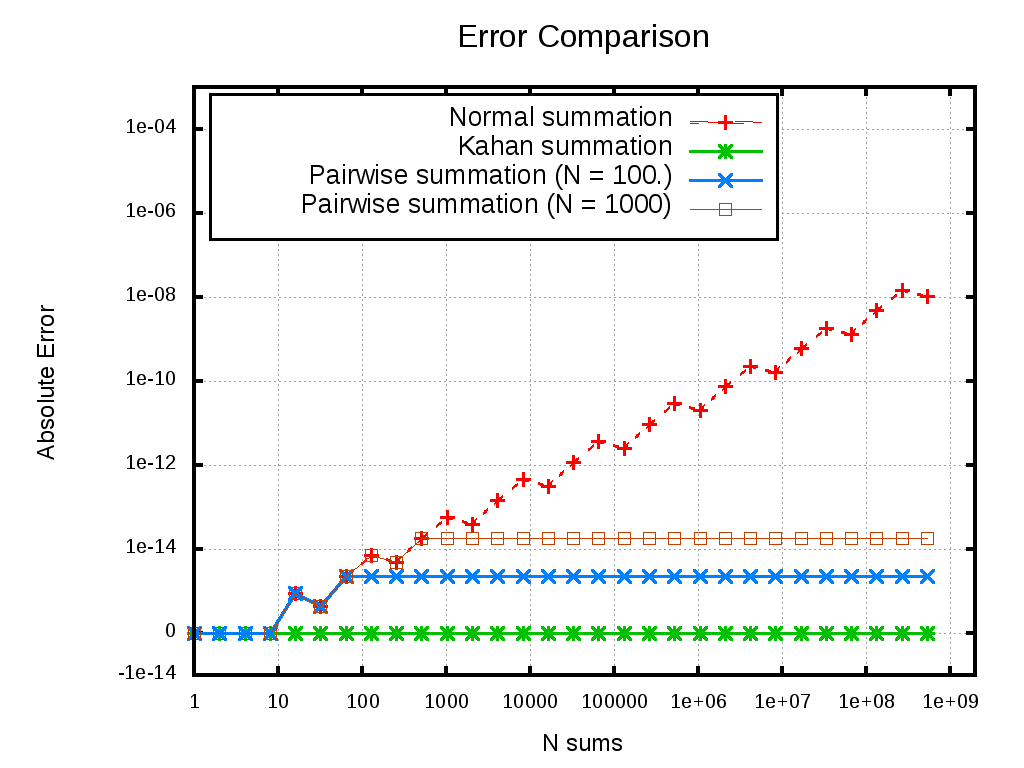 Error Comparison
Normal summation
Kahan summation
Pairwise summation (N = 100.)
Pairwise summation (N = 1000)
1e-04
1e-06
1e-08
1e-10
1e-12
1e-14
0
-1e-14
Absolute Error
1 10 100 1000 10000 100000 1e+06 1e+07 1e+08 1e+09
N sums